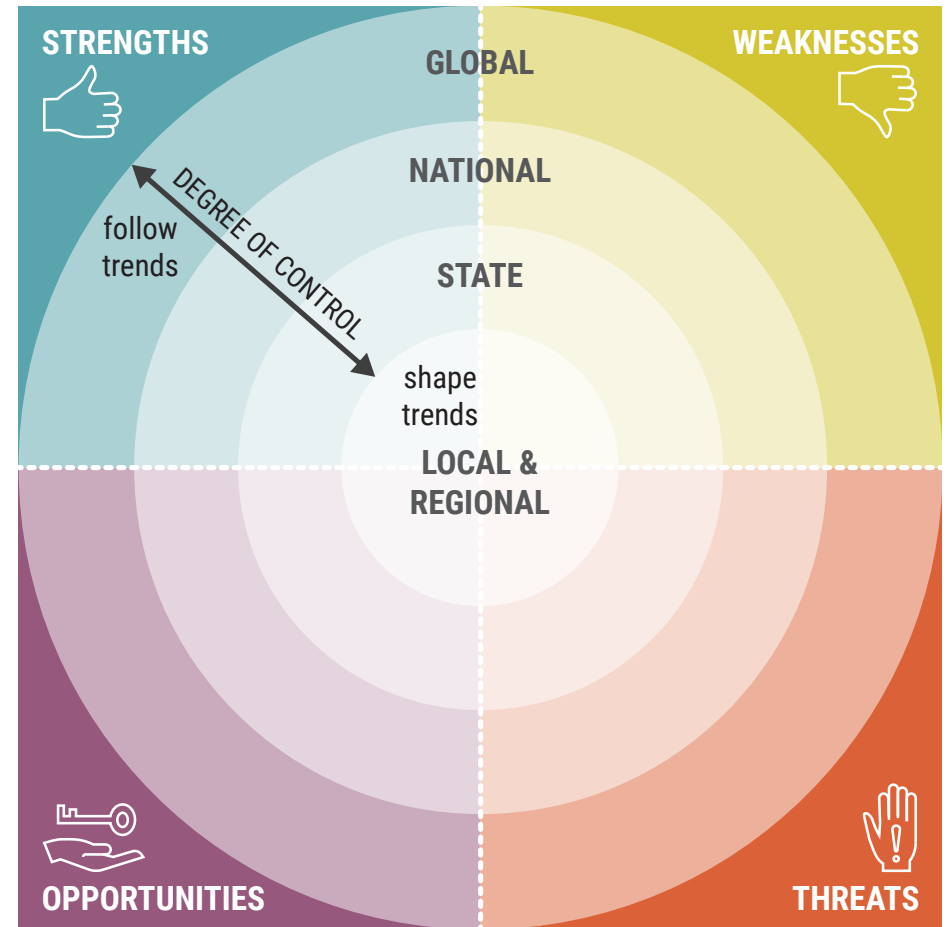 STRENGTHS
WEAKNESSES
GLOBAL
NATIONAL
DEGREE OF CONTROL
follow
trends
STATE
shape
trends
LOCAL &
REGIONAL
OPPORTUNITIES
THREATS